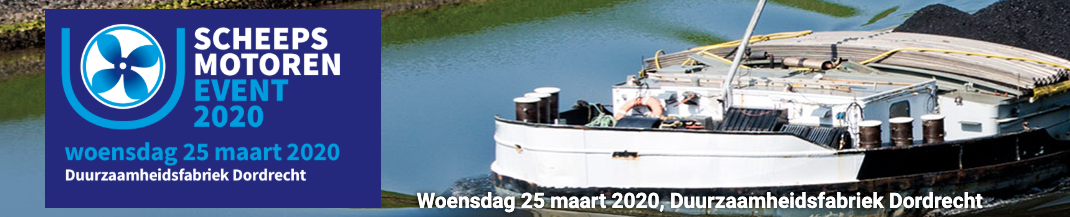 SCHEEPS
MOTOREN
EVENT
2020
woensdag 25 maart 2020
Duurzaamheidsfabriek Dordrecht
Woensdag 25 maart 2020, Duurzaamheidsfabriek Dordrecht